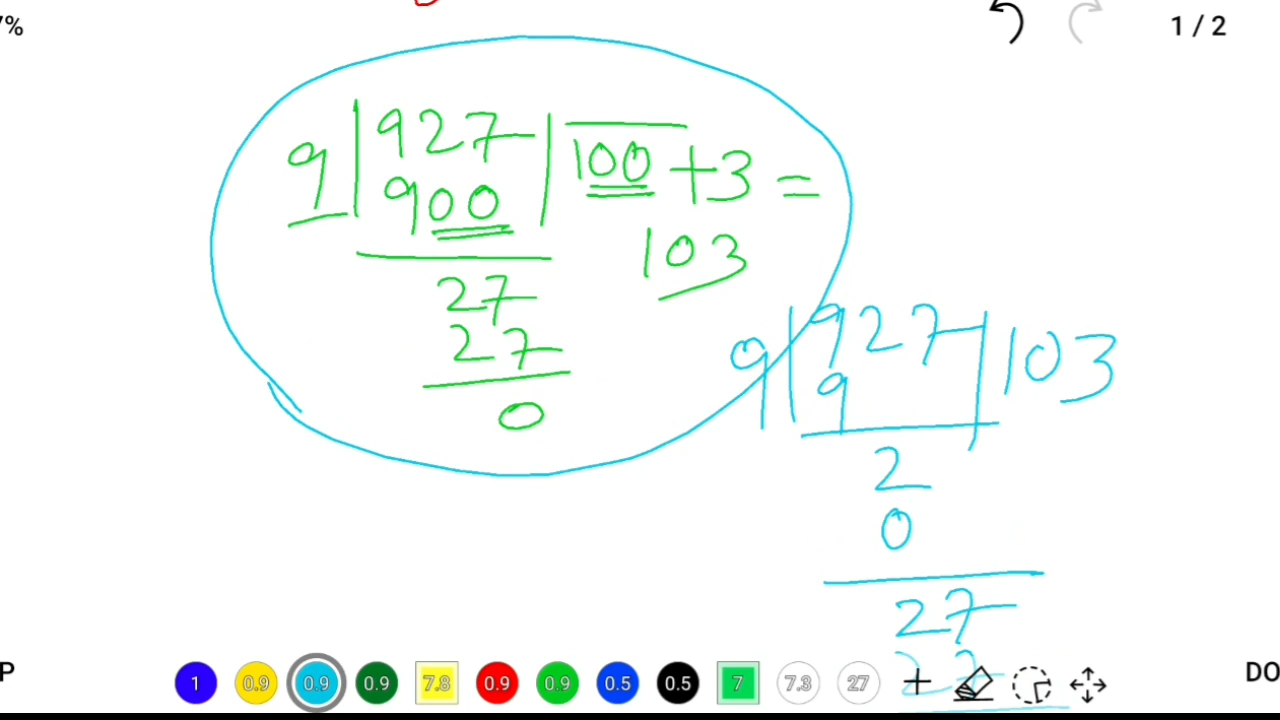 7%
1 / 2
9 927 100 + 3 =
900
103
27
27
0
9 927 103
9
2
0
27
27
P
1 0.9 0.9 0.9 7.8 0.9 0.9 0.5 0.5 7 7.3 27
DO